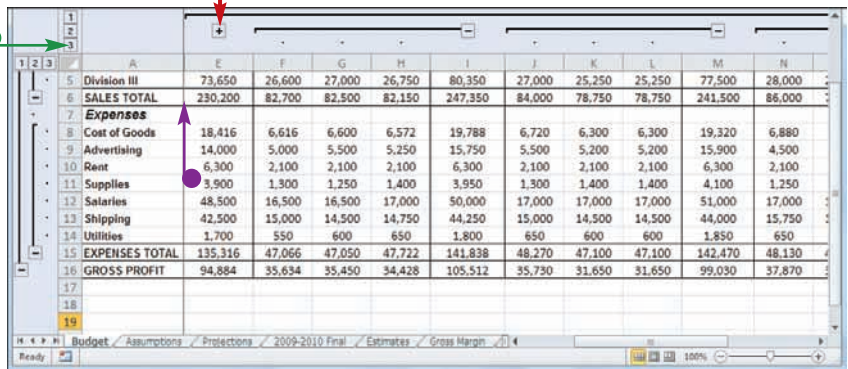 1
2
3
+ − −
1 2 3 A E F G H I J K L M N
5 Division III 73,650 26,600 27,000 26,750 80,350 27,000 25,250 25,250 77,500 28,000
6 SALES TOTAL 230,200 82,700 82,500 82,150 247,350 84,000 78,750 78,750 241,500 86,000
7 Expenses
8 Cost of Goods 18,416 6,616 6,600 6,572 19,788 6,720 6,300 6,300 19,320 6,880
9 Advertising 14,000 5,000 5,500 5,250 15,750 5,500 5,200 5,200 15,900 4,500
10 Rent 6,300 2,100 2,100 2,100 6,300 2,100 2,100 2,100 6,300 2,100
11 Supplies 3,900 1,300 1,250 1,400 3,950 1,300 1,400 1,400 4,100 1,250
12 Salaries 48,500 16,500 16,500 17,000 50,000 17,000 17,000 17,000 51,000 17,000
13 Shipping 42,500 15,000 14,500 14,750 44,250 15,000 14,500 14,500 44,000 15,750
14 Utilities 1,700 550 600 650 1,800 650 600 600 1,850 650
15 EXPENSES TOTAL 135,316 47,066 47,050 47,722 141,838 48,270 47,100 47,100 142,470 48,130
16 GROSS PROFIT 94,884 35,634 35,450 34,428 105,512 35,730 31,650 31,650 99,030 37,870
17
18
19
Budget Assumptions Projections 2009-2010 Final Estimates Gross Margin
Ready 100%